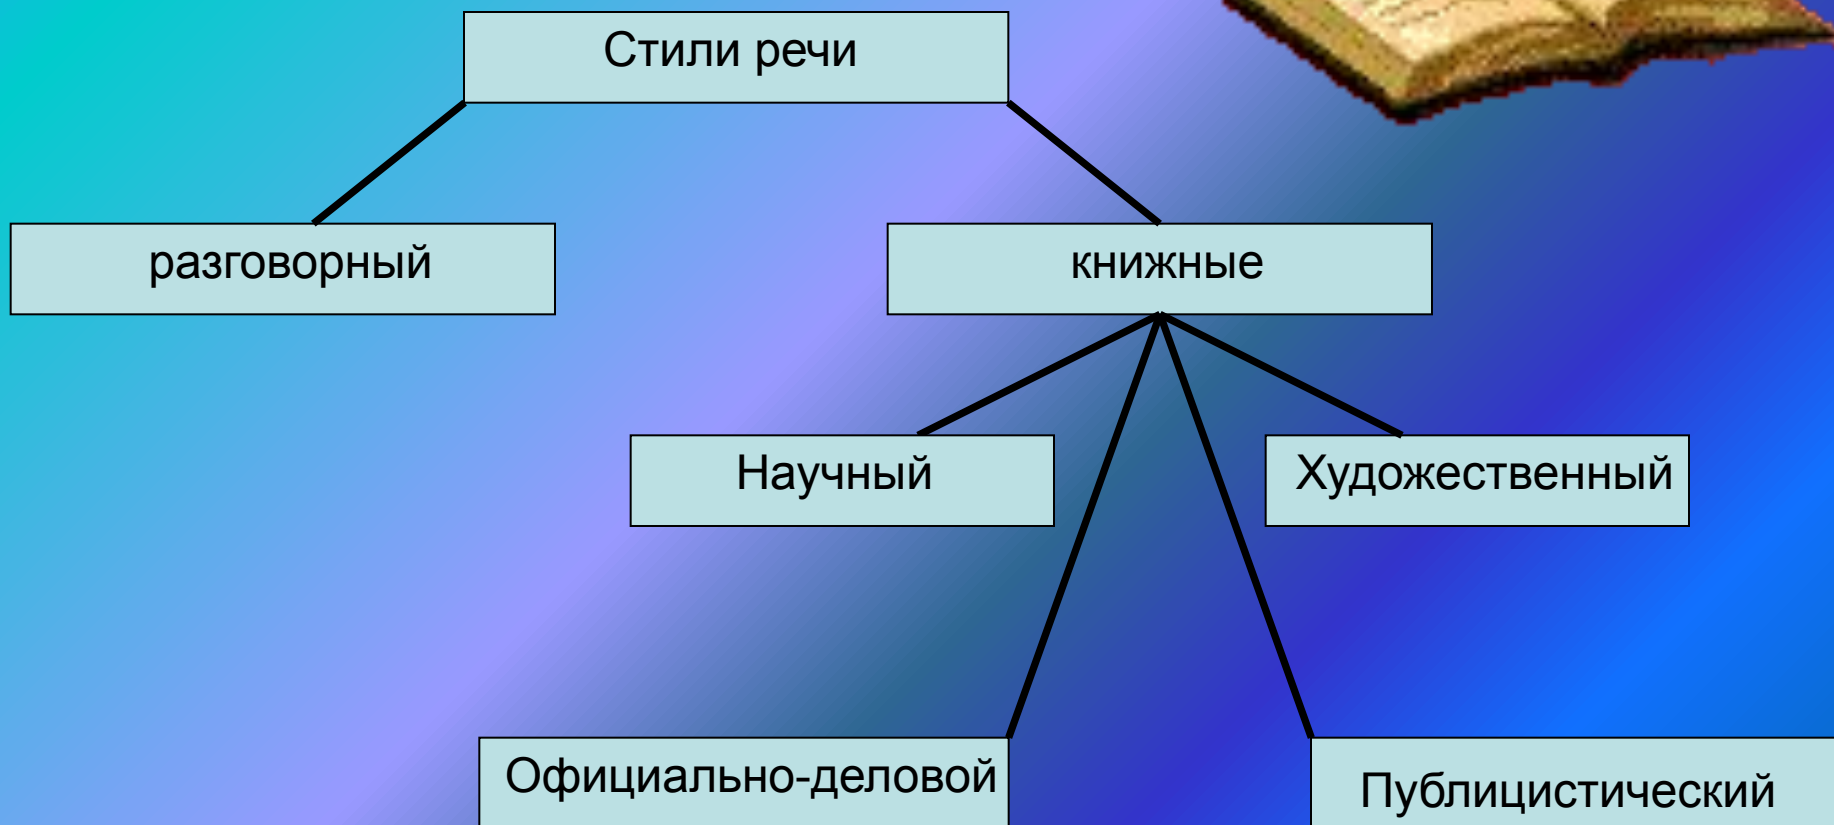 Стили речи
разговорный
книжные
Научный
Художественный
Официально-деловой
Публицистический